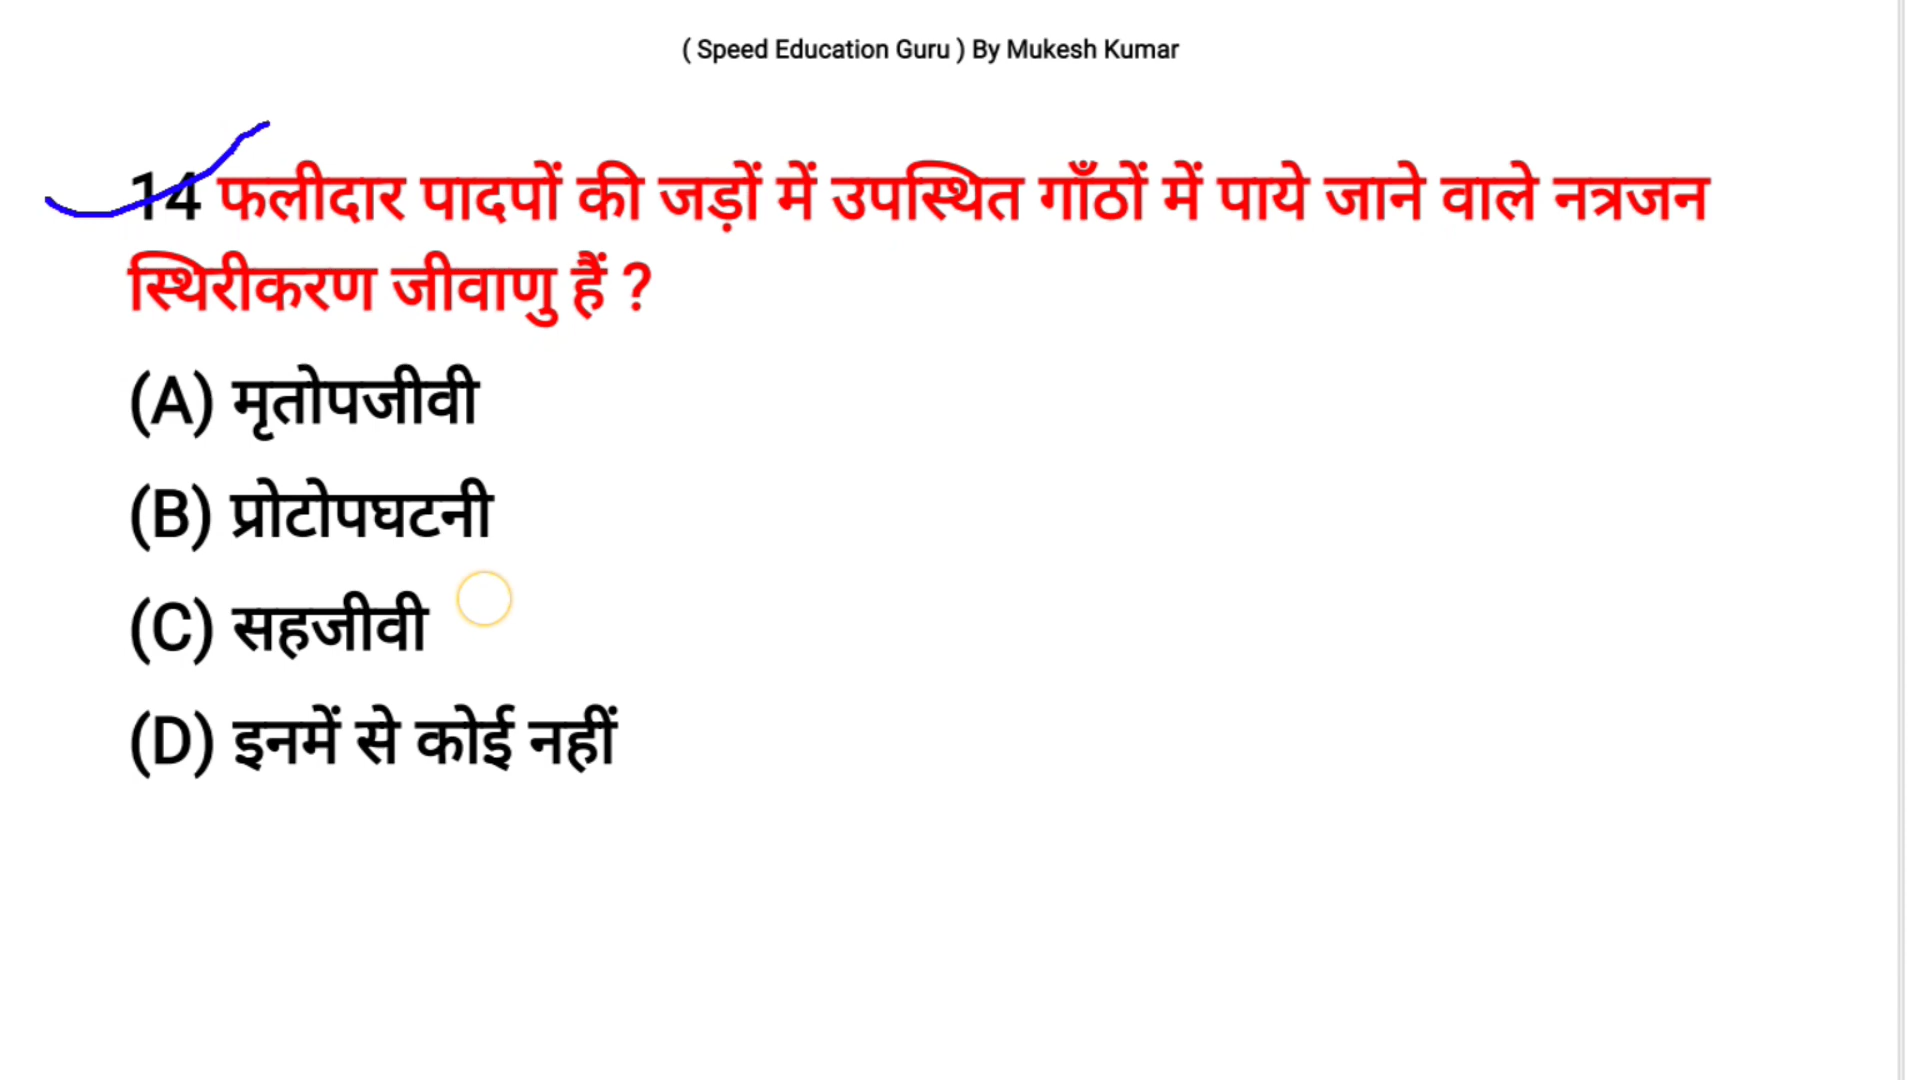 ( Speed Education Guru ) By Mukesh Kumar
14 फलीदार पादपों की जड़ों में उपस्थित गाँठों में पाये जाने वाले नत्रजन
स्थिरीकरण जीवाणु हैं ?
(A) मृतोपजीवी
(B) प्रोटोपघटनी
(C) सहजीवी
(D) इनमें से कोई नहीं